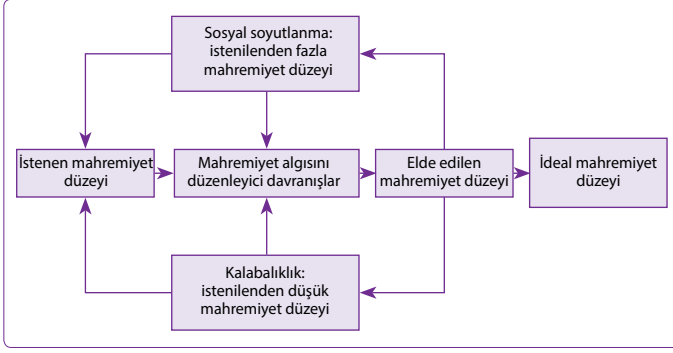 Sosyal soyutlanma:
istenilenden fazla
mahremiyet düzeyi
İstenen mahremiyet
düzeyi
Mahremiyet algısını
düzenleyici davranışlar
Elde edilen
mahremiyet düzeyi
İdeal mahremiyet
düzeyi
Kalabalıklık:
istenilenden düşük
mahremiyet düzeyi